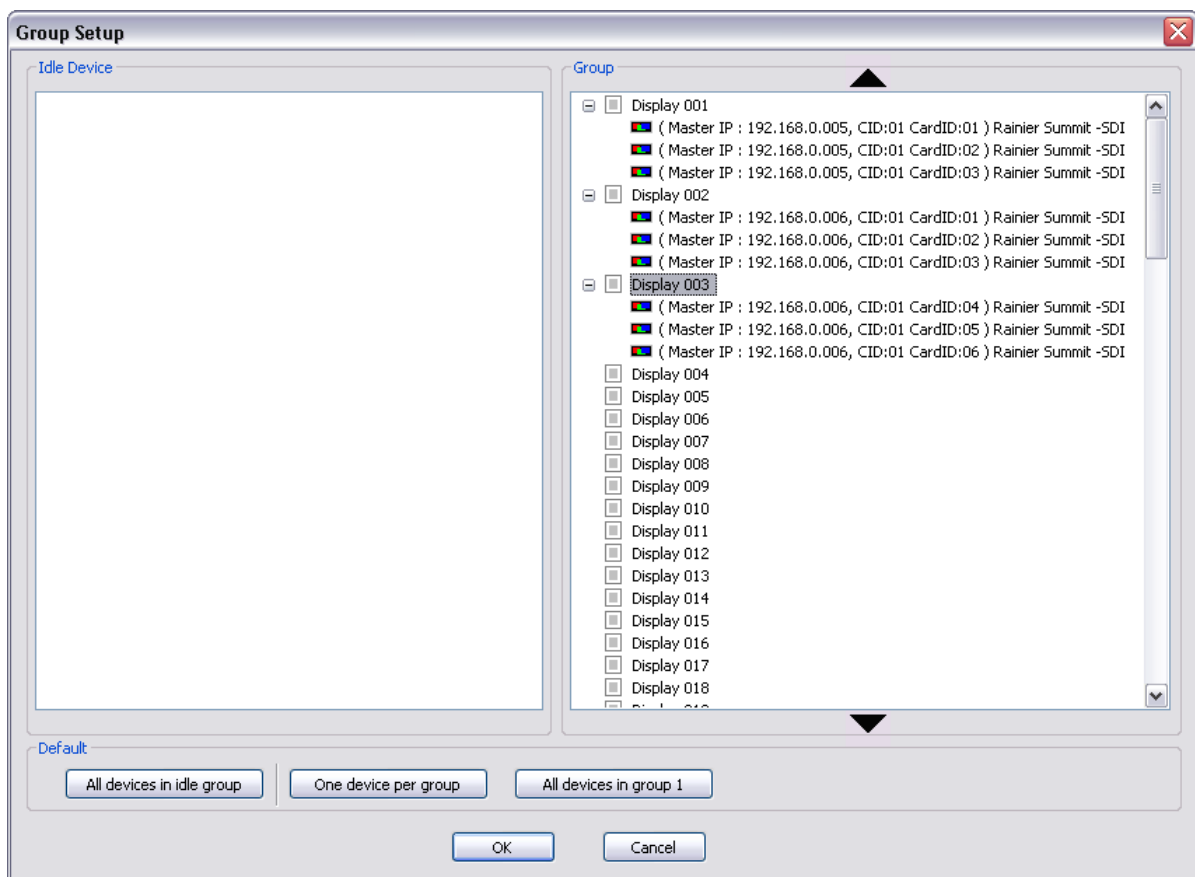 Group Setup
Idle Device
Group
Display 001
( Master IP : 192.168.0.005, CID:01 CardID:01 ) Rainier Summit -SDI
( Master IP : 192.168.0.005, CID:01 CardID:02 ) Rainier Summit -SDI
( Master IP : 192.168.0.005, CID:01 CardID:03 ) Rainier Summit -SDI
Display 002
( Master IP : 192.168.0.006, CID:01 CardID:01 ) Rainier Summit -SDI
( Master IP : 192.168.0.006, CID:01 CardID:02 ) Rainier Summit -SDI
( Master IP : 192.168.0.006, CID:01 CardID:03 ) Rainier Summit -SDI
Display 003
( Master IP : 192.168.0.006, CID:01 CardID:04 ) Rainier Summit -SDI
( Master IP : 192.168.0.006, CID:01 CardID:05 ) Rainier Summit -SDI
( Master IP : 192.168.0.006, CID:01 CardID:06 ) Rainier Summit -SDI
Display 004
Display 005
Display 006
Display 007
Display 008
Display 009
Display 010
Display 011
Display 012
Display 013
Display 014
Display 015
Display 016
Display 017
Display 018
Default
All devices in idle group
One device per group
All devices in group 1
OK
Cancel